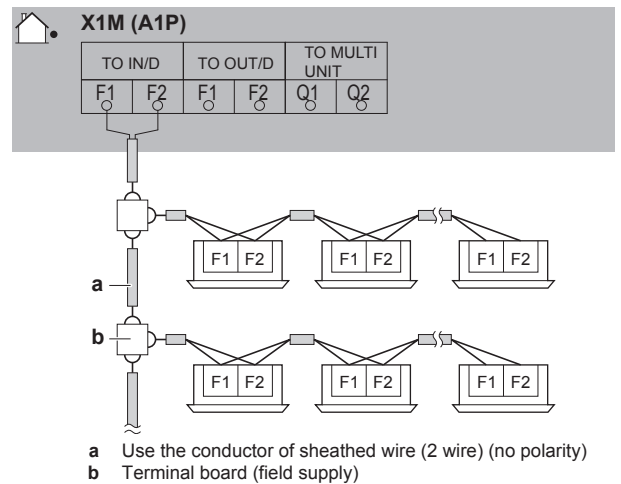 X1M (A1P)
TO IN/D TO OUT/D TO MULTI UNIT
F1 F2 F1 F2 Q1 Q2
F1 F2 F1 F2 F1 F2
a
b
F1 F2 F1 F2 F1 F2
a Use the conductor of sheathed wire (2 wire) (no polarity)
b Terminal board (field supply)